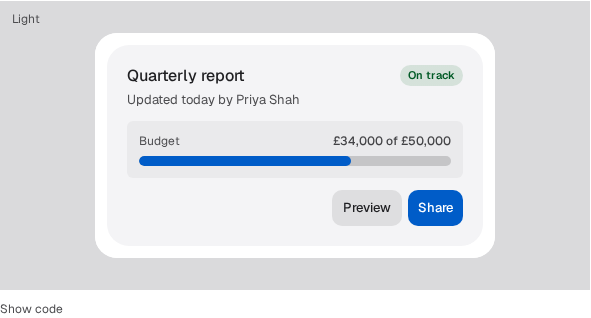 Light
Quarterly report
On track
Updated today by Priya Shah
Budget
£34,000 of £50,000
Preview
Share
Show code